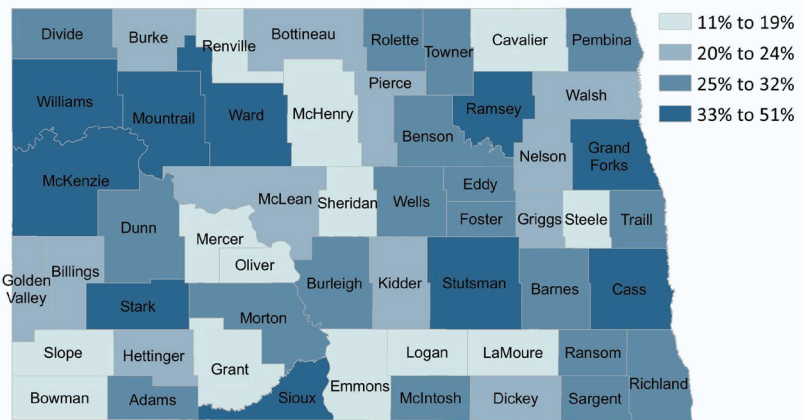 Divide
Burke
Renville
Bottineau
Rolette
Towner
Cavalier
Pembina
11% to 19%
20% to 24%
25% to 32%
33% to 51%
Williams
Mountrail
Ward
McHenry
Pierce
Benson
Ramsey
Walsh
Nelson
Grand
Forks
McKenzie
Dunn
McLean
Sheridan
Wells
Eddy
Foster
Griggs
Steele
Traill
Mercer
Oliver
Golden
Valley
Billings
Stark
Burleigh
Kidder
Stutsman
Barnes
Cass
Morton
Slope
Hettinger
Grant
Logan
LaMoure
Ransom
Richland
Bowman
Adams
Sioux
Emmons
McIntosh
Dickey
Sargent